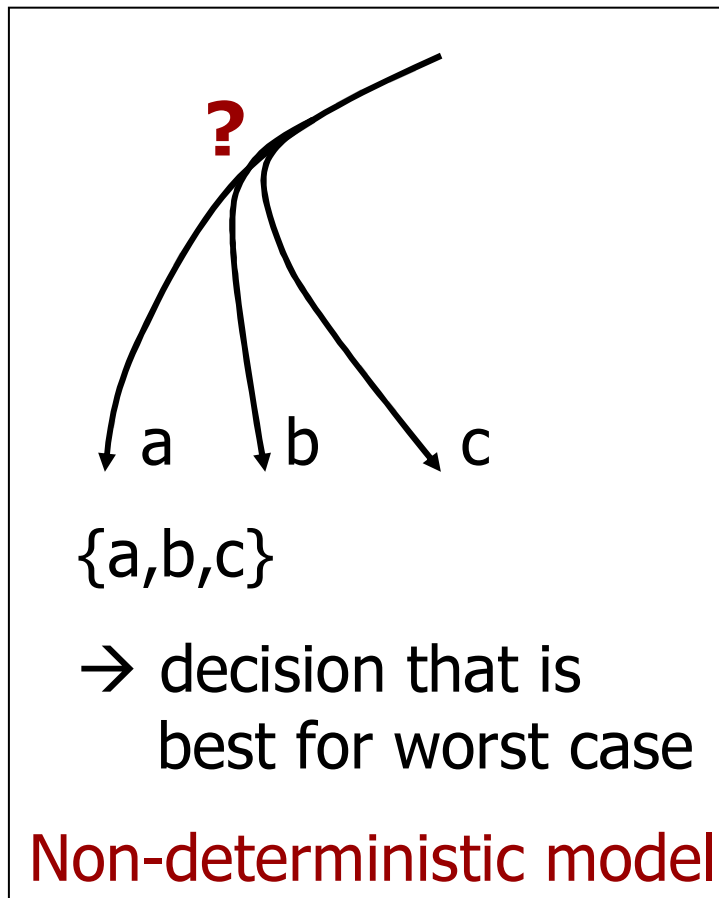 ?
a b c
{a,b,c}
→ decision that is
best for worst case
Non-deterministic model